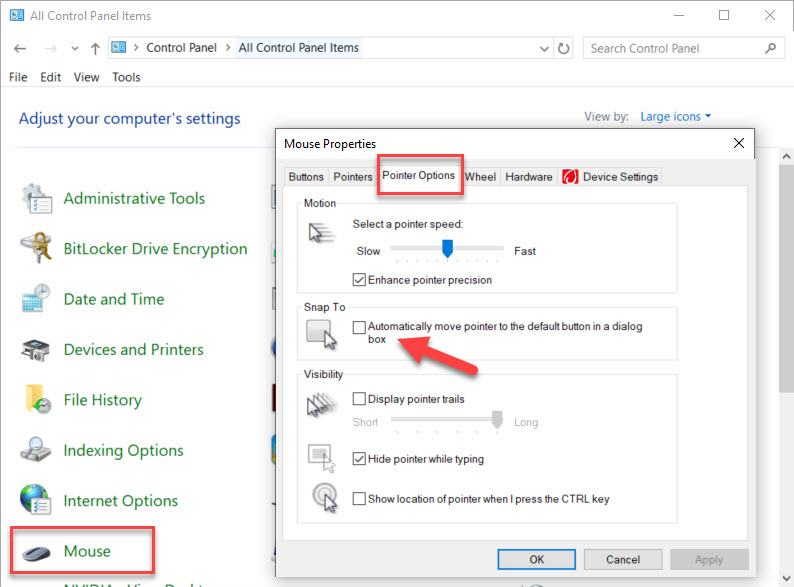 All Control Panel Items
Control Panel
All Control Panel Items
Search Control Panel
File Edit View Tools
Adjust your computer's settings
View by: Large icons
Administrative Tools
BitLocker Drive Encryption
Date and Time
Devices and Printers
File History
Indexing Options
Internet Options
Mouse
Mouse Properties
Buttons Pointers Pointer Options Wheel Hardware Device Settings
Motion
Select a pointer speed:
Slow Fast
Enhance pointer precision
Snap To
Automatically move pointer to the default button in a dialog
box
Visibility
Display pointer trails
Short Long
Hide pointer while typing
Show location of pointer when I press the CTRL key
OK Cancel Apply